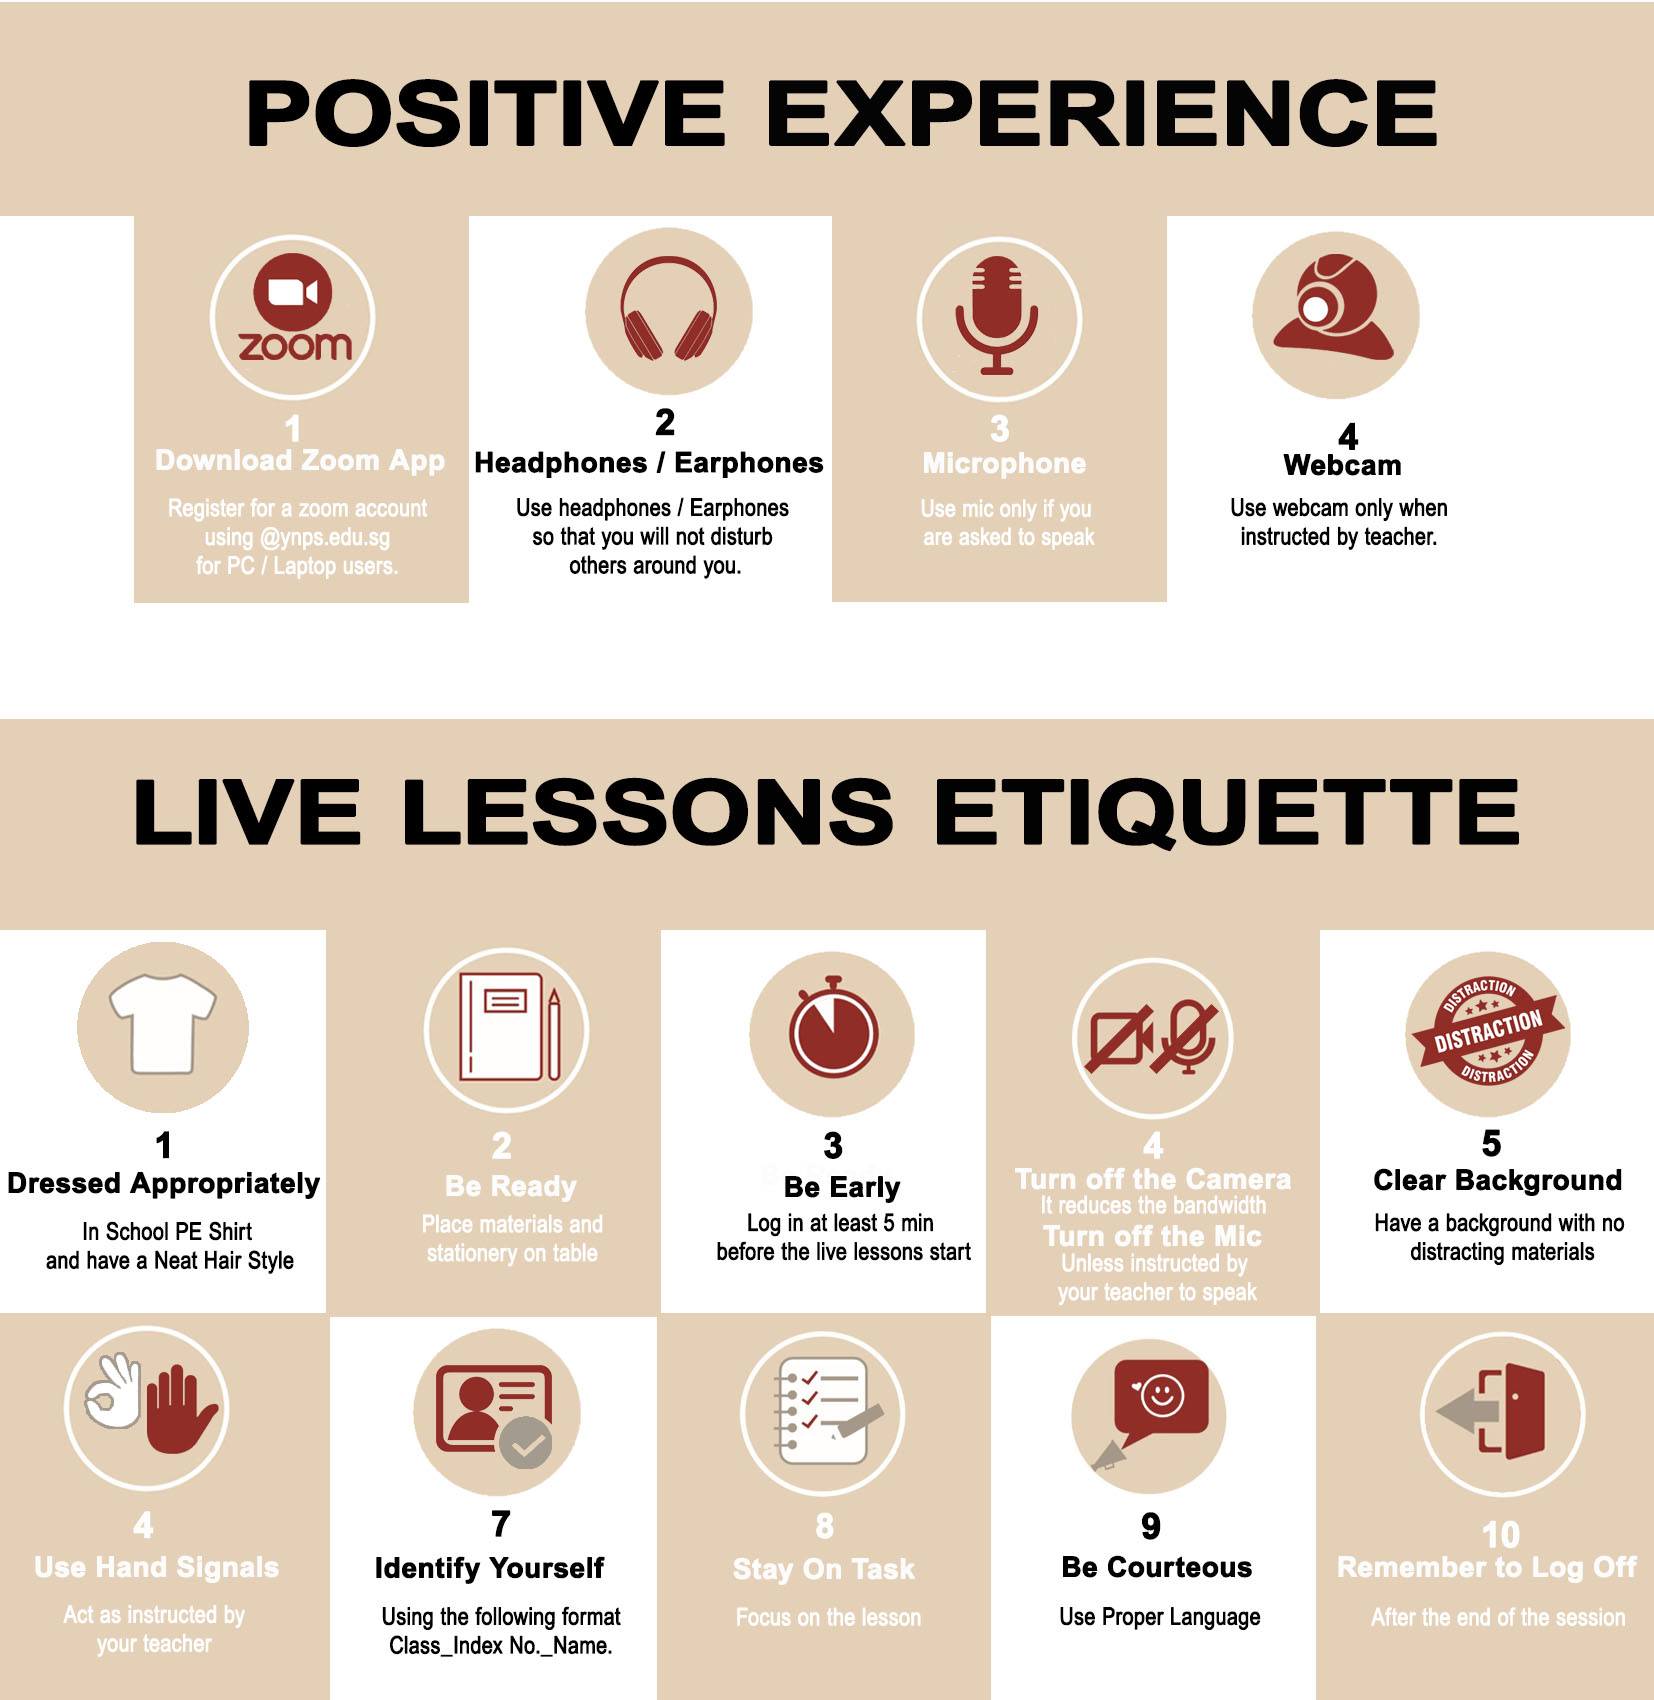 POSITIVE EXPERIENCE
zoom
1
Download Zoom App
Register for a zoom account
using @ynps.edu.sg
for PC / Laptop users.
2
Headphones / Earphones
Use headphones / Earphones
so that you will not disturb
others around you.
3
Microphone
Use mic only if you
are asked to speak
4
Webcam
Use webcam only when
instructed by teacher.
LIVE LESSONS ETIQUETTE
1
Dressed Appropriately
In School PE Shirt
and have a Neat Hair Style
2
Be Ready
Place materials and
stationery on table
3
Be Early
Log in at least 5 min
before the live lessons start
4
Turn off the Camera
It reduces the bandwidth
Turn off the Mic
Unless instructed by
your teacher to speak
DISTRACTION
DISTRACTION
DISTRACTION
5
Clear Background
Have a background with no
distracting materials
4
Use Hand Signals
Act as instructed by
your teacher
7
Identify Yourself
Using the following format
Class_Index No._Name.
8
Stay On Task
Focus on the lesson
9
Be Courteous
Use Proper Language
10
Remember to Log Off
After the end of the session